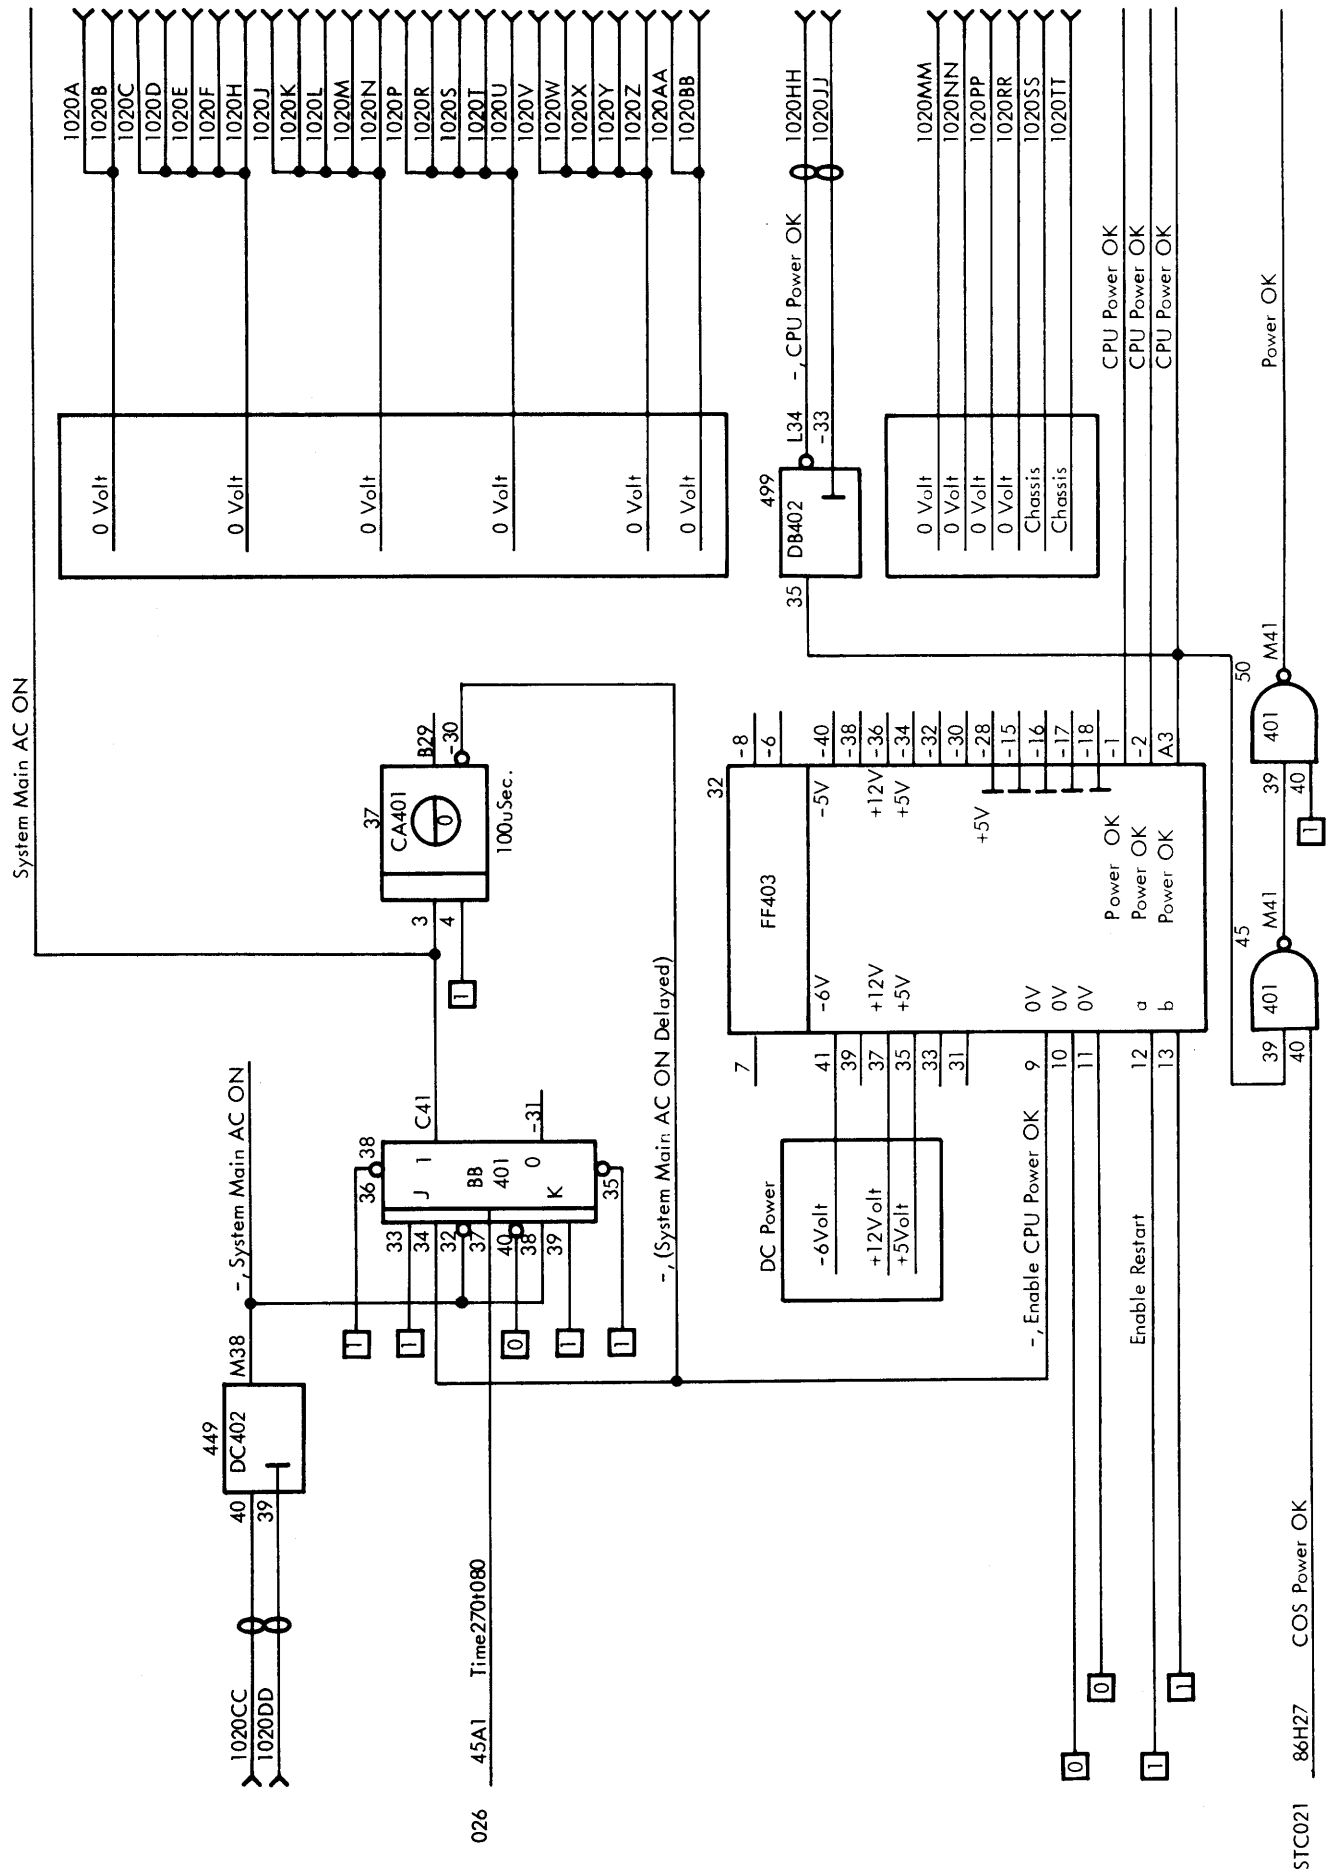 System Main AC ON
1020A
1020B
1020C
1020D
1020E
1020F
1020H
1020J
1020K
1020L
1020M
1020N
1020P
1020R
1020S
1020T
1020U
1020V
1020W
1020X
1020Y
1020Z
1020AA
1020BB
0 Volt
0 Volt
0 Volt
0 Volt
0 Volt
0 Volt
1020HH
1020JJ
-, CPU Power OK
L34
-33
499
DB402
35
1020MM
1020NN
1020PP
1020RR
1020SS
1020TT
0 Volt
0 Volt
0 Volt
0 Volt
Chassis
Chassis
CPU Power OK
CPU Power OK
CPU Power OK
Power OK
37
CA401
0
B29
-30
100uSec.
3
4
1
-, System Main AC ON
M38
449
DC402
40
39
1020CC
1020DD
C41
-31
38
36
J
1
BB
401
0
K
35
33
34
32
37
40
38
39
1
1
0
1
1
-, (System Main AC ON Delayed)
026
45A1
Time270t080
32
FF403
-8
-6
-40
-38
-36
-34
-32
-30
-28
-15
-16
-17
-18
-1
-2
A3
-5V
+12V
+5V
+5V
Power OK
Power OK
Power OK
-6V
+12V
+5V
0V
0V
0V
a
b
7
41
39
37
35
33
31
9
10
11
12
13
DC Power
-6Volt
+12Volt
+5Volt
-, Enable CPU Power OK
Enable Restart
0
0
1
1
50
M41
401
39
40
1
45
M41
401
39
40
STC021
86H27
COS Power OK